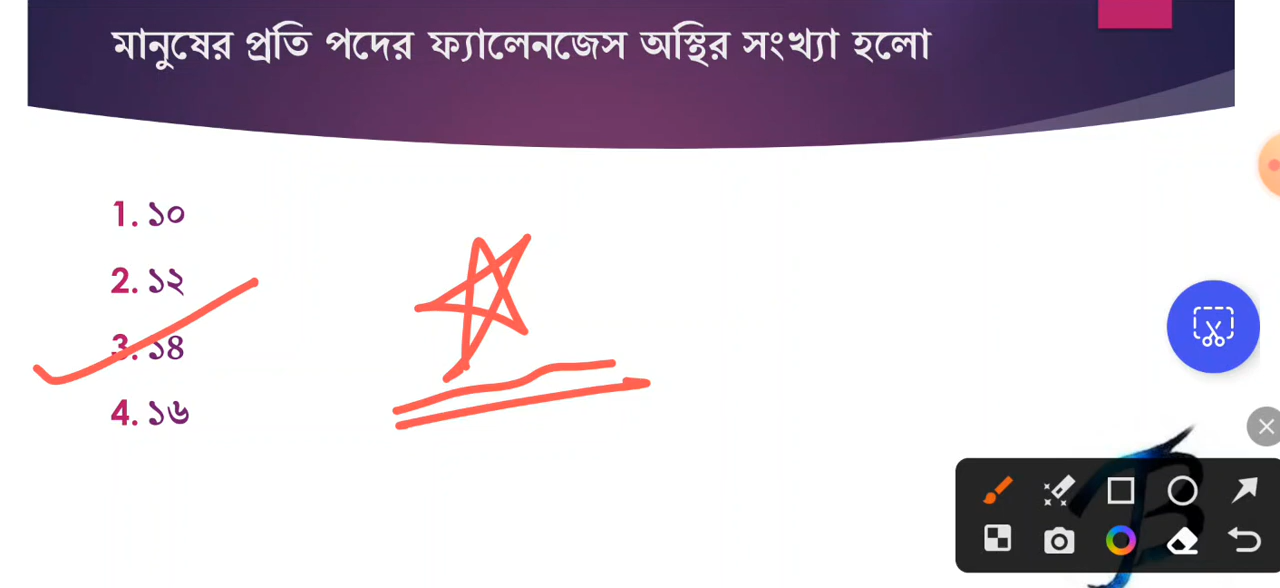 মানুষের প্রতি পদের ফ্যালেনজেস অস্থির সংখ্যা হলো
1. ১০
2. ১২
3. ১৪
4. ১৬
B